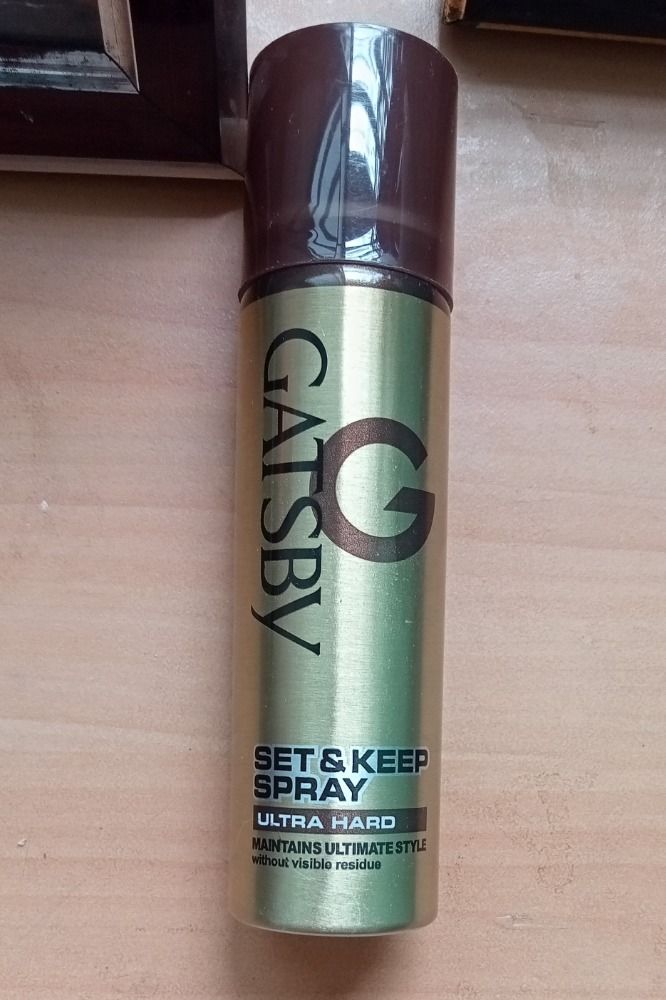 GATSBY
G
SET & KEEP
SPRAY
ULTRA HARD
MAINTAINS ULTIMATE STYLE
without visible residue